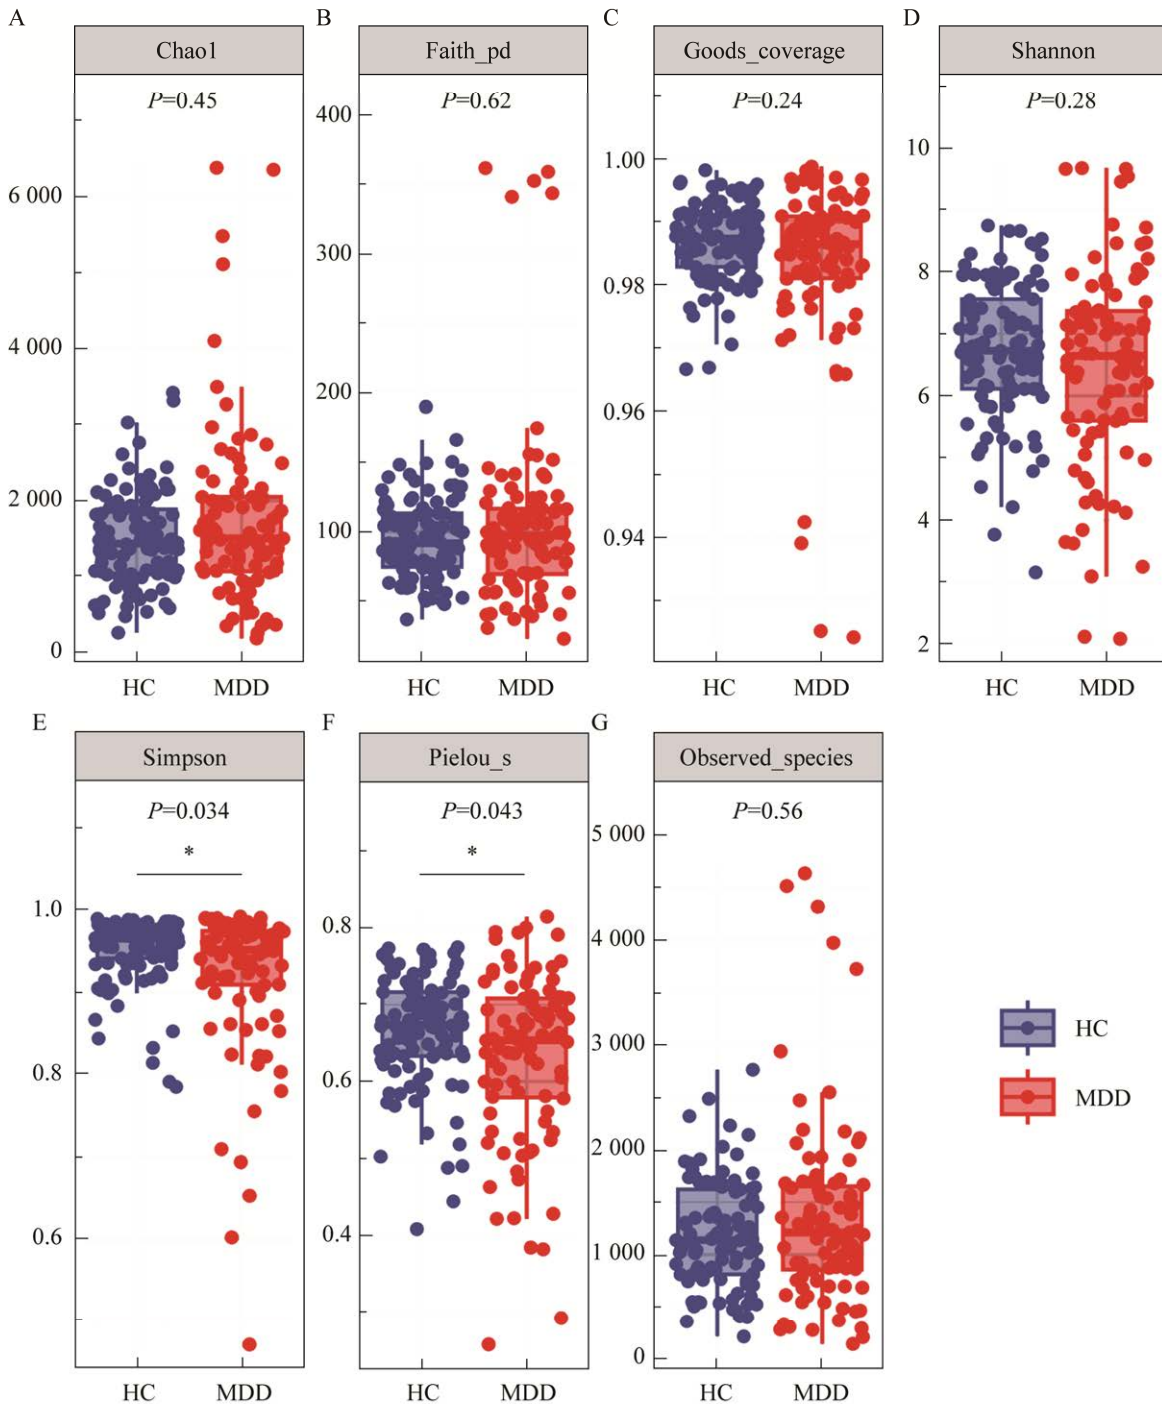 A
Chao1
P=0.45
6 000
4 000
2 000
0
HC
MDD
B
Faith_pd
P=0.62
400
300
200
100
HC
MDD
C
Goods_coverage
P=0.24
1.00
0.98
0.96
0.94
HC
MDD
D
Shannon
P=0.28
10
8
6
4
2
HC
MDD
E
Simpson
P=0.034
*
1.0
0.8
0.6
HC
MDD
F
Pielou_s
P=0.043
*
0.8
0.6
0.4
HC
MDD
G
Observed_species
P=0.56
5 000
4 000
3 000
2 000
1 000
0
HC
MDD
HC
MDD